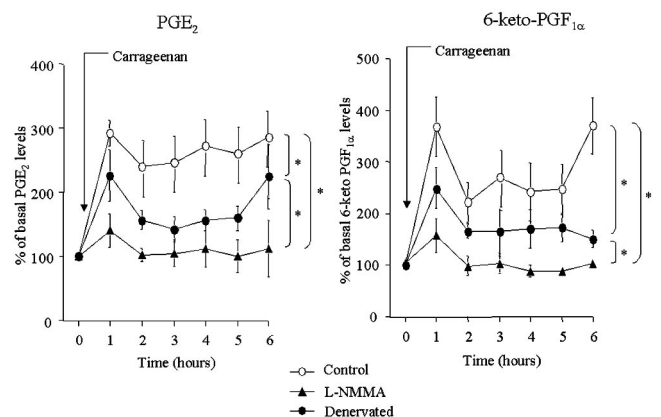 PGE₂
6-keto-PGF₁α
Carrageenan
Carrageenan
% of basal PGE₂ levels
400
300
200
100
0
0 1 2 3 4 5 6
Time (hours)
*
*
*
% of basal 6-keto PGF₁α levels
500
400
300
200
100
0
0 1 2 3 4 5 6
Time (hours)
*
*
*
Control
L-NMMA
Denervated